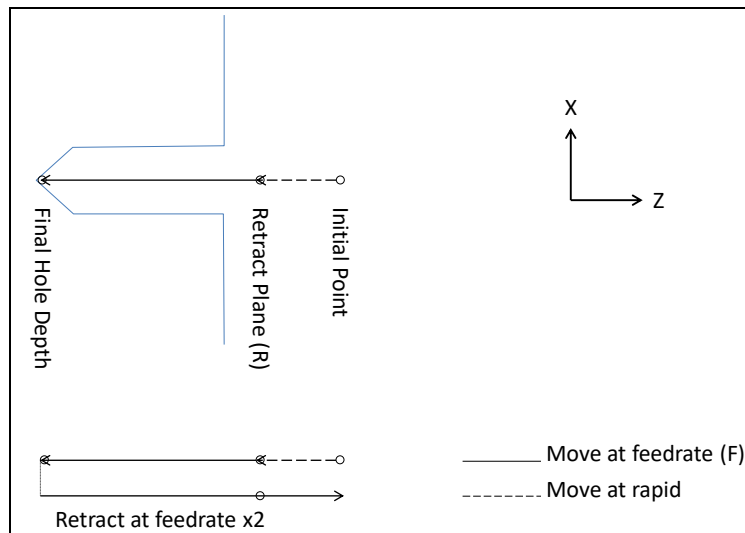 X
Z
Final Hole Depth
Retract Plane (R)
Initial Point
Move at feedrate (F)
Move at rapid
Retract at feedrate x2